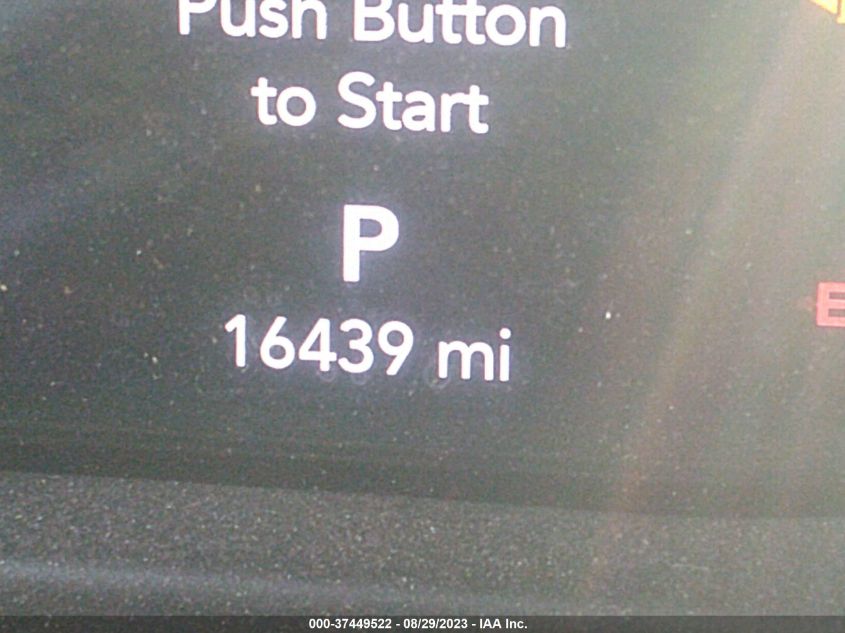 Push Button
to Start
P
16439 mi
E
000-37449522 - 08/29/2023 - IAA Inc.